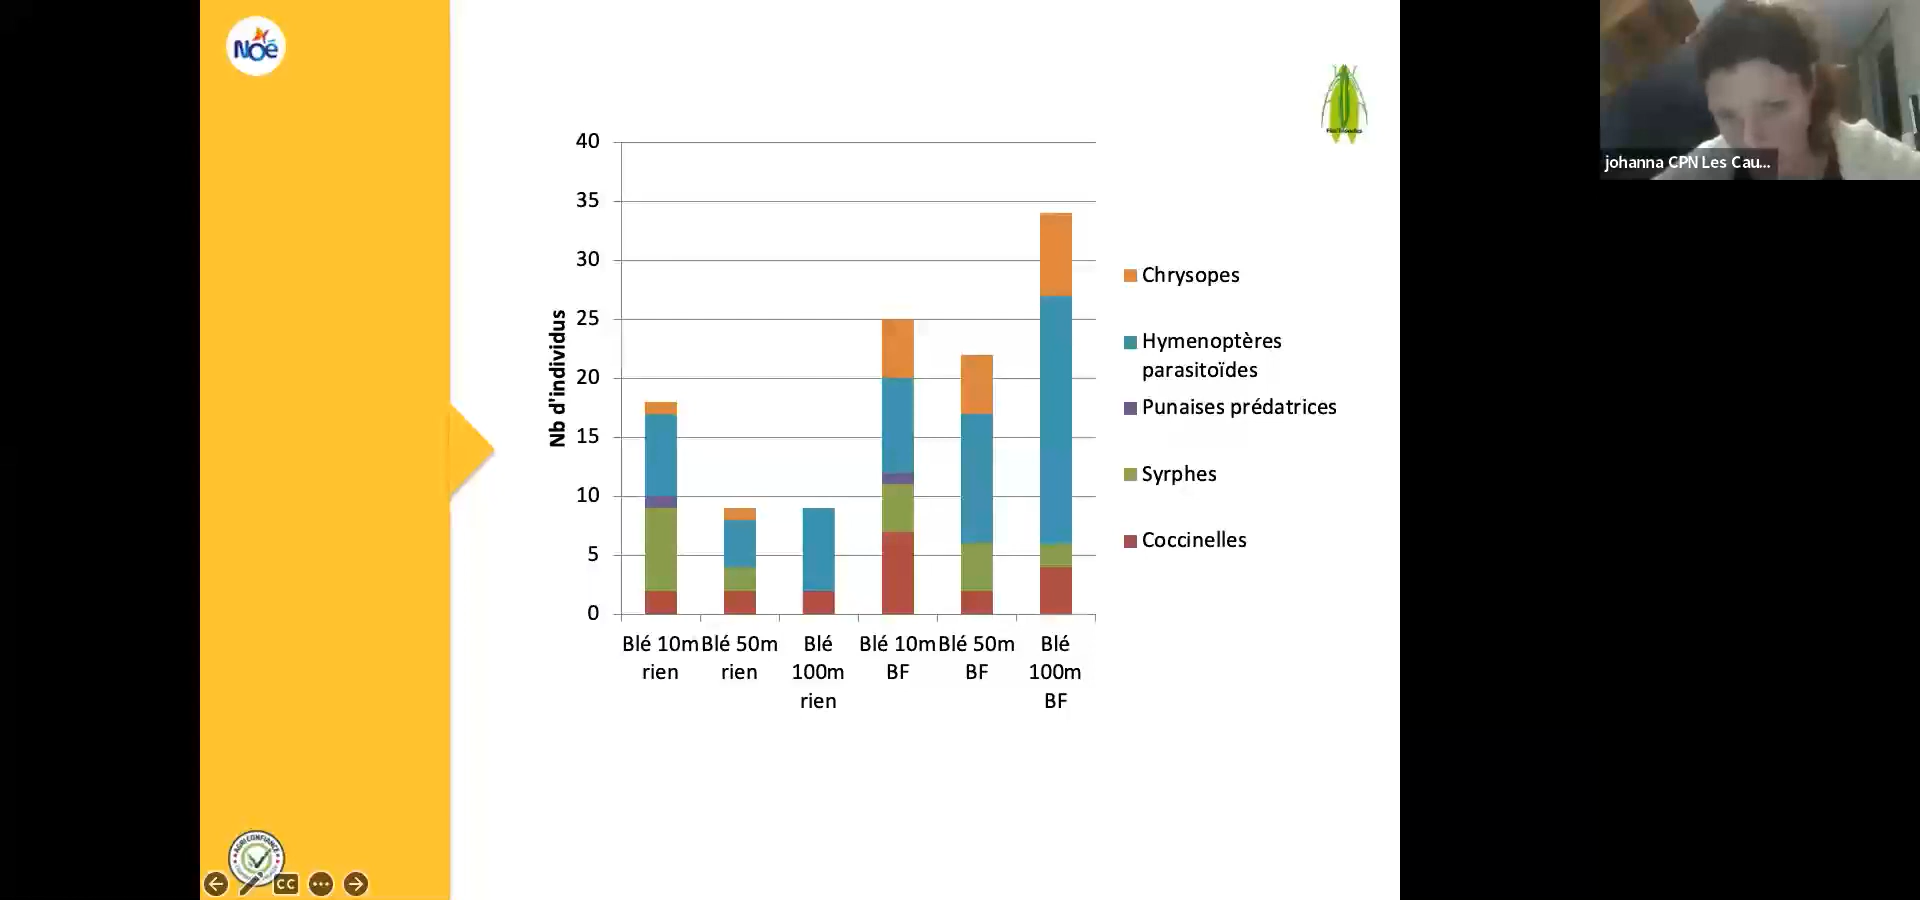 Noé
johanna CPN Les Cau...
40
35
30
25
20
15
10
5
0
Nb d'individus
Blé 10m
rien
Blé 50m
rien
Blé
100m
rien
Blé 10m
BF
Blé 50m
BF
Blé
100m
BF
Chrysopes
Hymenoptères
parasitoïdes
Punaises prédatrices
Syrphes
Coccinelles
AGRI CONFIANCE
CC